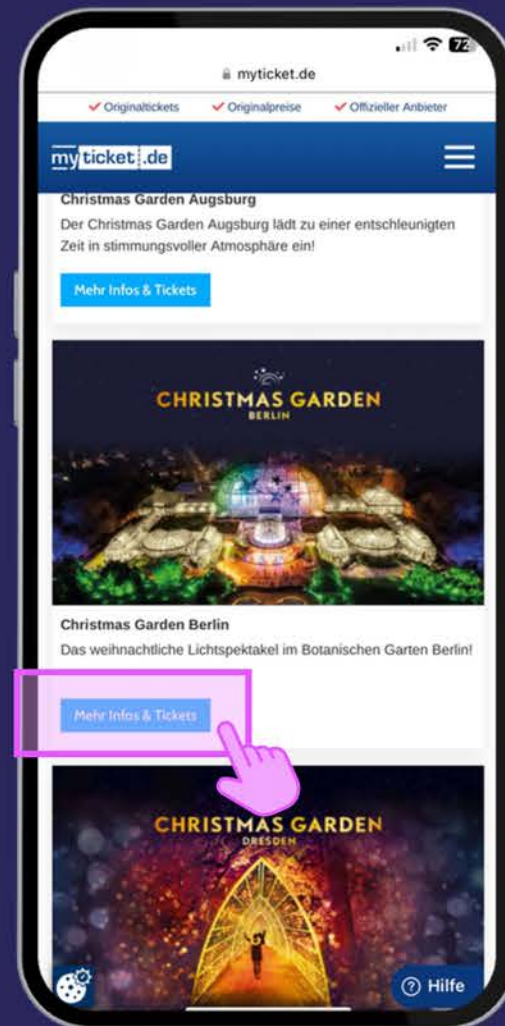 72
myticket.de
Originaltickets Originalpreise Offizieller Anbieter
myticket.de
Christmas Garden Augsburg
Der Christmas Garden Augsburg lädt zu einer entschleunigten
Zeit in stimmungsvoller Atmosphäre ein!
Mehr Infos & Tickets
CHRISTMAS GARDEN
BERLIN
Christmas Garden Berlin
Das weihnachtliche Lichtspektakel im Botanischen Garten Berlin!
Mehr Infos & Tickets
CHRISTMAS GARDEN
DRESDEN
Hilfe